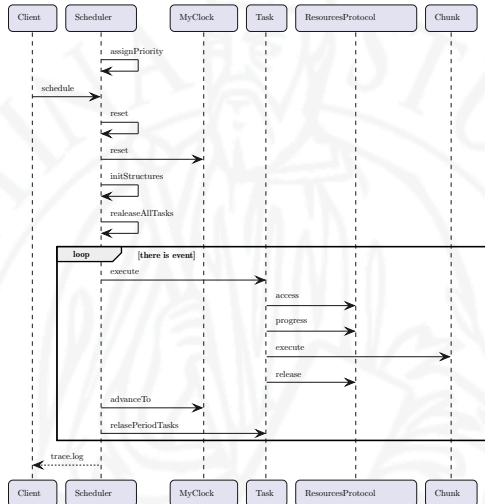 Client Scheduler MyClock Task ResourcesProtocol Chunk
assignPriority
schedule
reset
reset
initStructures
realeaseAllTasks
loop [there is event]
execute
access
progress
execute
release
advanceTo
relasePeriodTasks
trace.log
Client Scheduler MyClock Task ResourcesProtocol Chunk